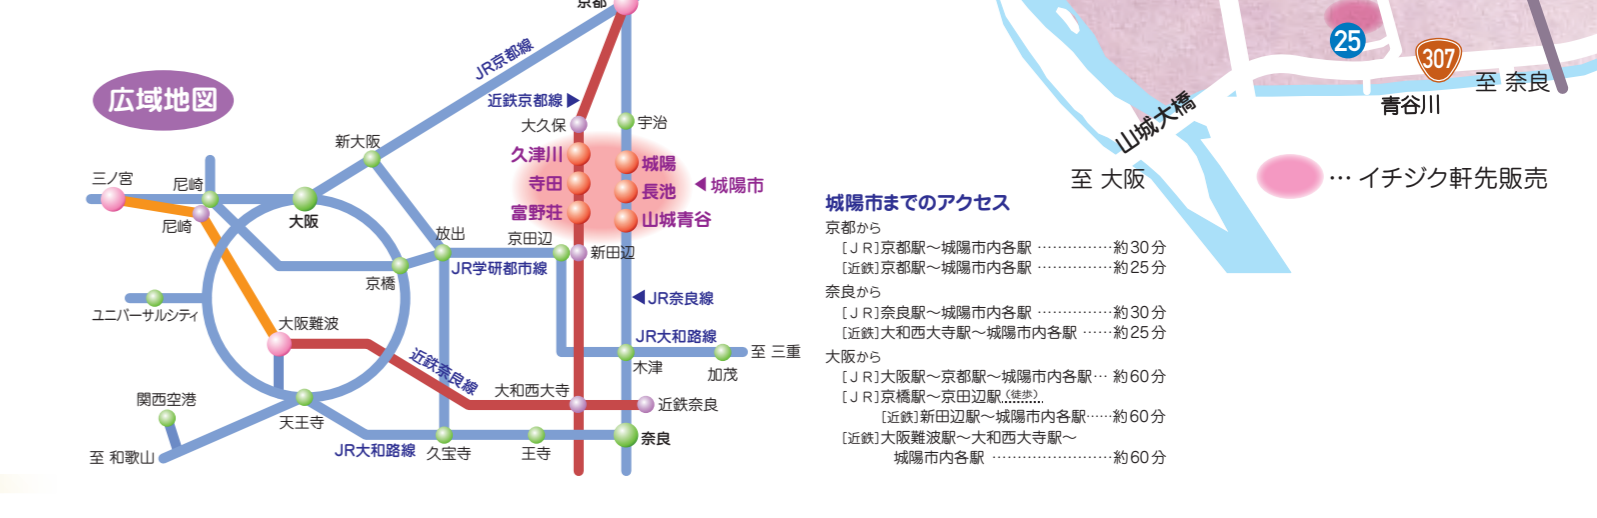 京都
JR京都線
広域地図
近鉄京都線▶
大久保
宇治
新大阪
久津川
城陽
三ノ宮
尼崎
寺田
長池
◀城陽市
大阪
富野荘
山城青谷
尼崎
放出
京田辺
新田辺
JR学研都市線
京橋
◀JR奈良線
ユニバーサルシティ
大阪難波
JR大和路線
至 三重
近鉄奈良線
木津
加茂
大和西大寺
関西空港
近鉄奈良
天王寺
奈良
至 和歌山
JR大和路線
久宝寺
王寺
25
307
至 奈良
青谷川
山城大橋
至 大阪
… イチジク軒先販売
城陽市までのアクセス
京都から
[ＪＲ]京都駅〜城陽市内各駅 ……………約30分
[近鉄]京都駅〜城陽市内各駅 ……………約25分
奈良から
[ＪＲ]奈良駅〜城陽市内各駅 ……………約30分
[近鉄]大和西大寺駅〜城陽市内各駅 ……約25分
大阪から
[ＪＲ]大阪駅〜京都駅〜城陽市内各駅… 約60分
[ＪＲ]京橋駅〜京田辺駅(徒歩)
[近鉄]新田辺駅〜城陽市内各駅……約60分
[近鉄]大阪難波駅〜大和西大寺駅〜
城陽市内各駅 ……………………約60分